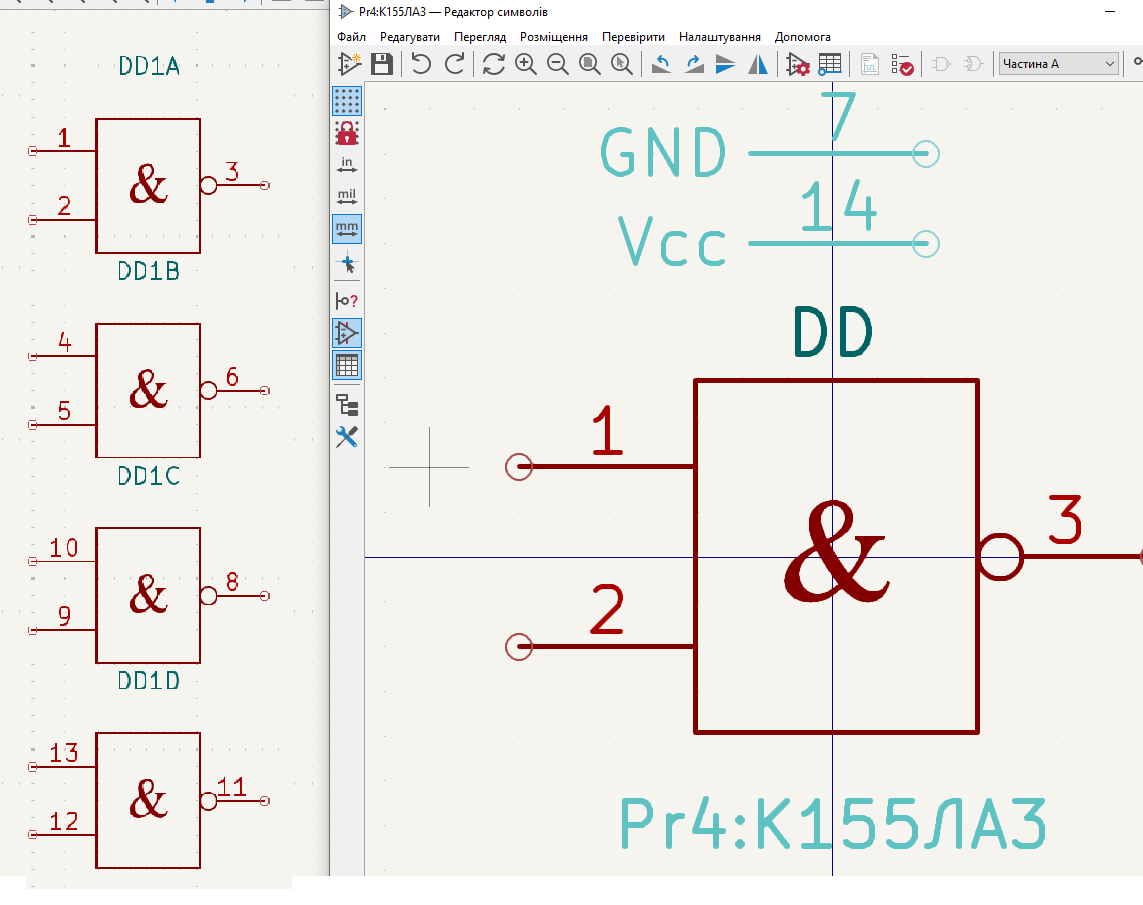 DD1A
1
&
3
2
DD1B
4
&
6
5
DD1C
10
&
8
9
DD1D
13
&
11
12
Pr4:К155ЛА3 — Редактор символів
Файл Редагувати Перегляд Розміщення Перевірити Налаштування Допомога
Частина A
in
mil
mm
7
GND
14
Vcc
DD
1
&
3
2
Pr4:К155ЛА3